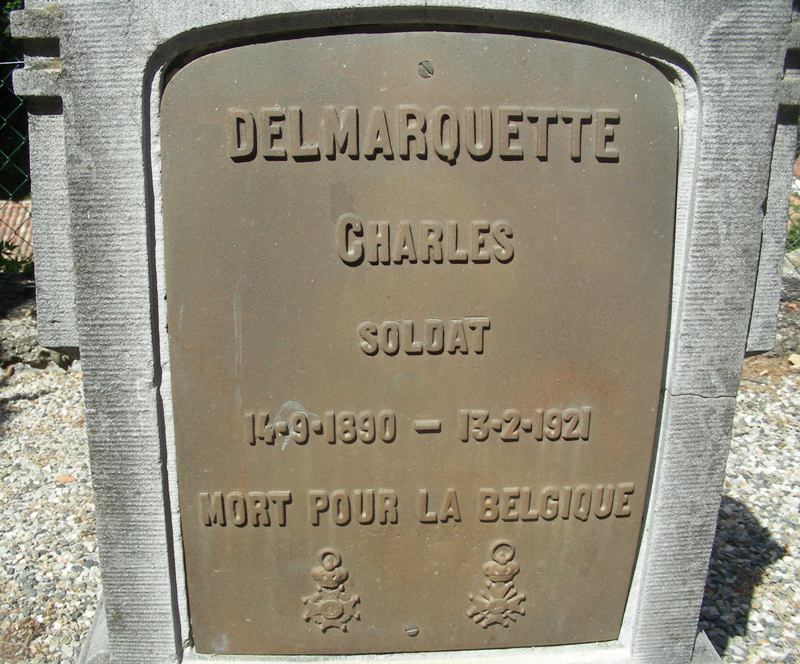 DELMARQUETTE
CHARLES
SOLDAT
14•9•1890 – 13•2•1921
MORT POUR LA BELGIQUE